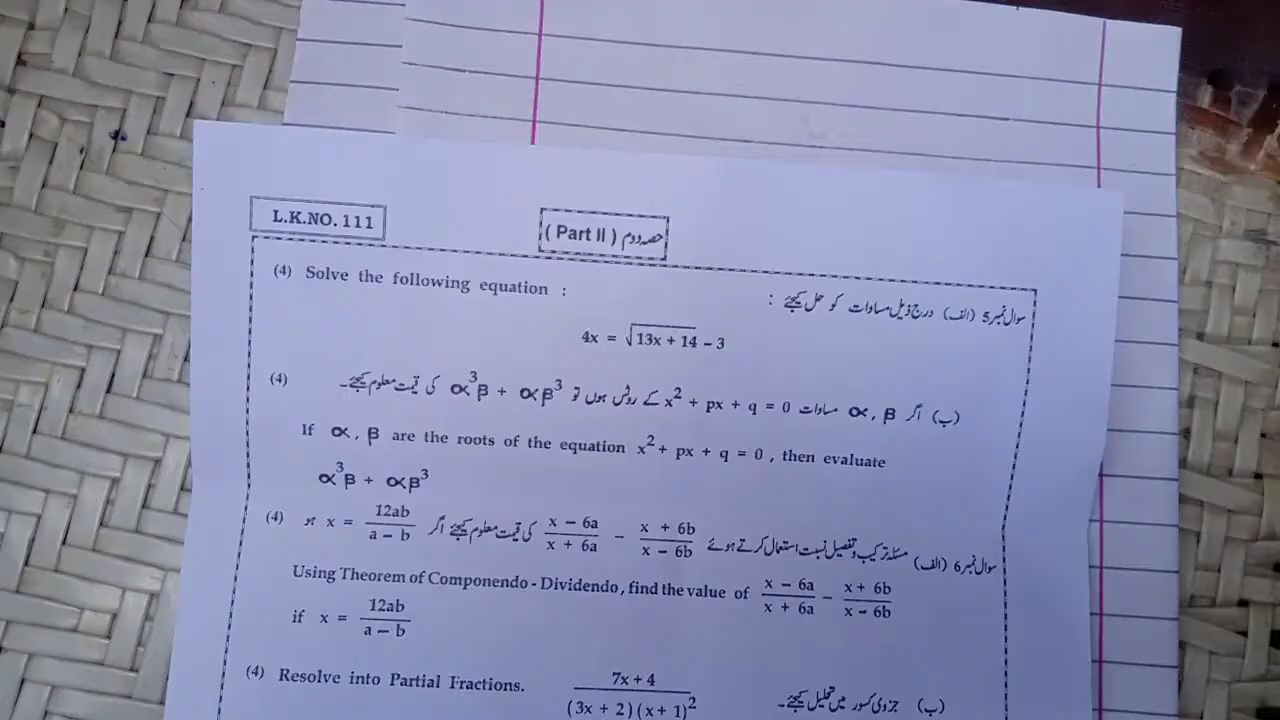 L.K.NO. 111
( Part II ) حصہ دوم
(4) Solve the following equation :
سوال نمبر 5 (الف) درج ذیل مساوات کو حل کیجئے :
4x = √(13x + 14) – 3
(4) (ب) اگر α, β مساوات x² + px + q = 0 کے روٹس ہوں تو α³β + αβ³ کی قیمت معلوم کیجئے۔
If α, β are the roots of the equation x² + px + q = 0 , then evaluate
α³β + αβ³
(4) سوال نمبر 6 (الف) مسئلہ ترکیب و تفصیل نسبت استعمال کرتے ہوئے (x – 6a)/(x + 6a) – (x + 6b)/(x – 6b) کی قیمت معلوم کیجئے اگر x = 12ab/(a – b) ہو
Using Theorem of Componendo - Dividendo , find the value of (x – 6a)/(x + 6a) – (x + 6b)/(x – 6b)
if x = 12ab/(a – b)
(4) Resolve into Partial Fractions. (7x + 4)/((3x + 2)(x + 1)²) (ب) جزوی کسور میں تحلیل کیجئے۔